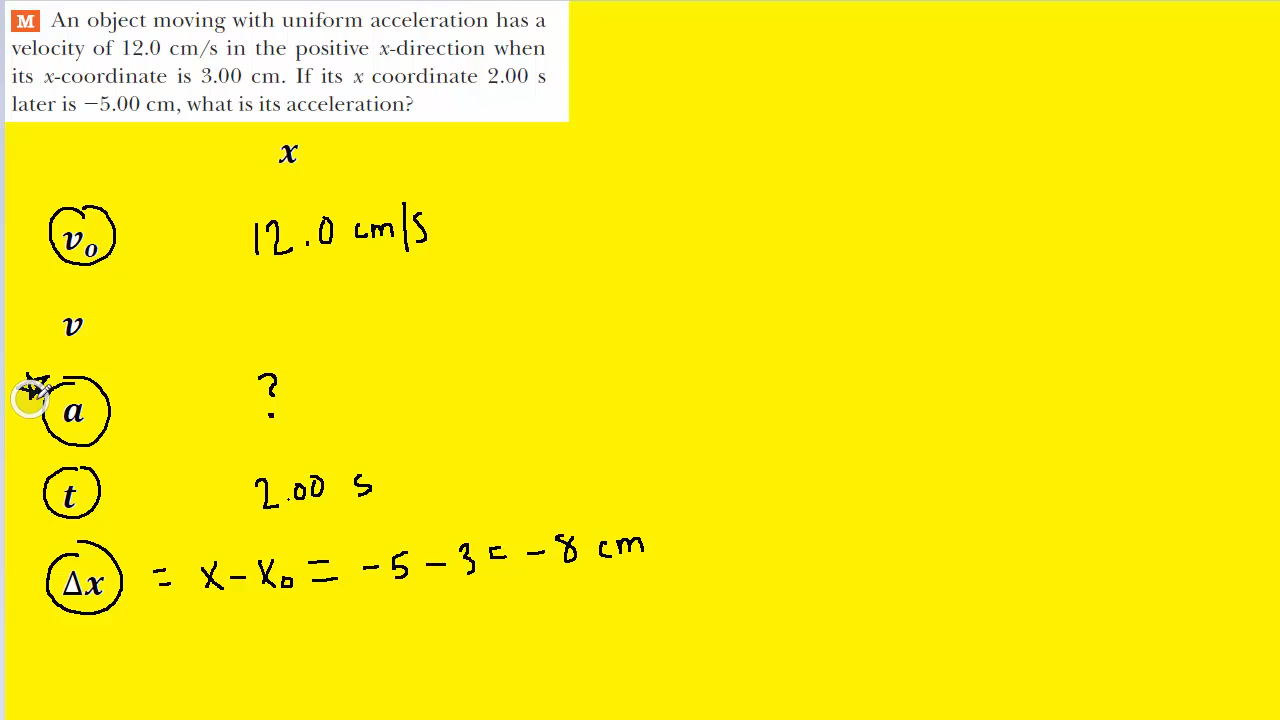 M An object moving with uniform acceleration has a
velocity of 12.0 cm/s in the positive x-direction when
its x-coordinate is 3.00 cm. If its x coordinate 2.00 s
later is −5.00 cm, what is its acceleration?
x
v₀ 12.0 cm/s
v
a ?
t 2.00 s
Δx = x - x₀ = -5 - 3 = -8 cm